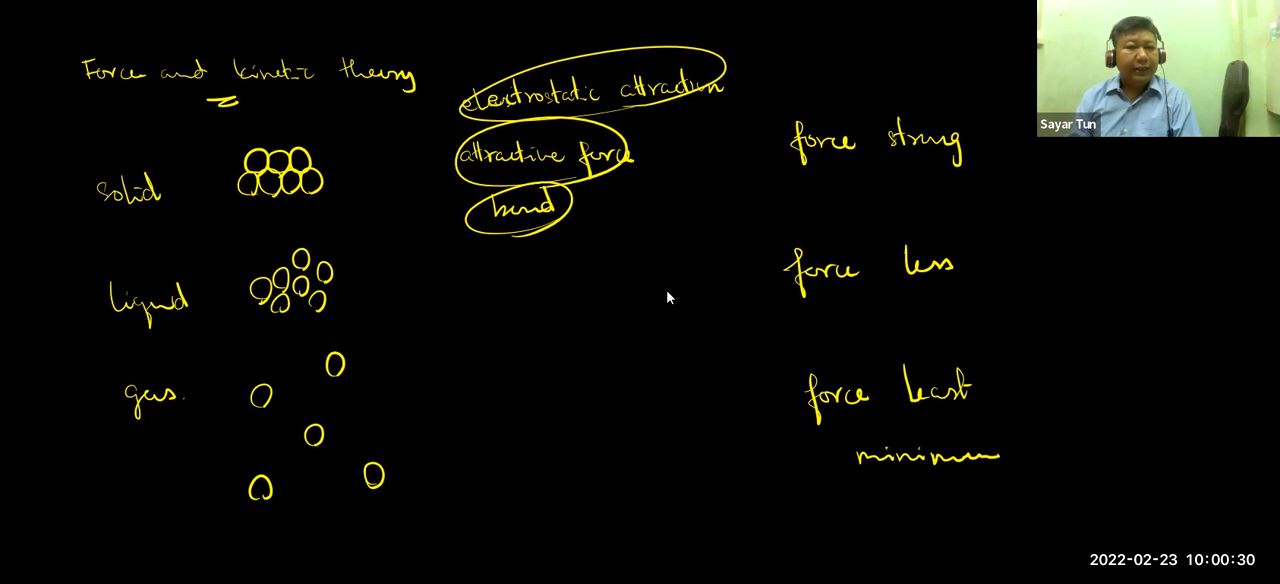 Force and kinetic theory
electrostatic attraction
attractive force
bond
solid
liquid
gas.
force strong
force less
force least
minimum
Sayar Tun
2022-02-23 10:00:30